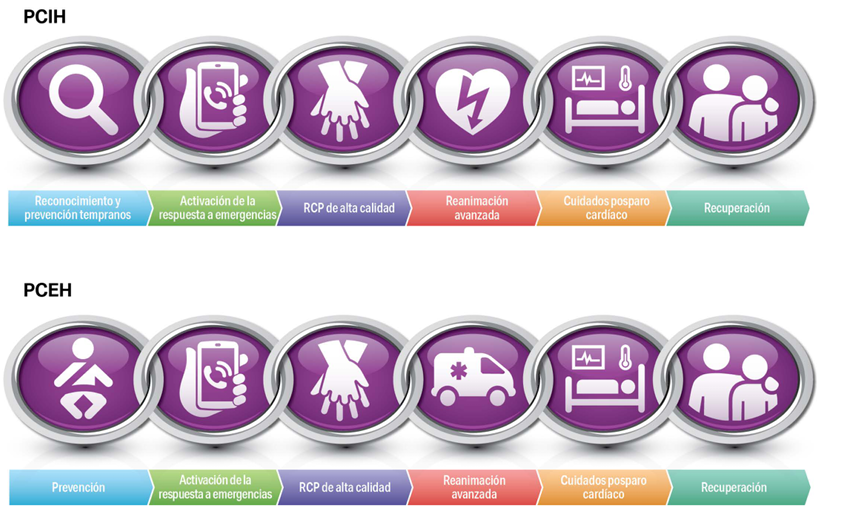 PCIH
Reconocimiento y
prevención tempranos
Activación de la
respuesta a emergencias
RCP de alta calidad
Reanimación
avanzada
Cuidados posparo
cardíaco
Recuperación
PCEH
Prevención
Activación de la
respuesta a emergencias
RCP de alta calidad
Reanimación
avanzada
Cuidados posparo
cardíaco
Recuperación